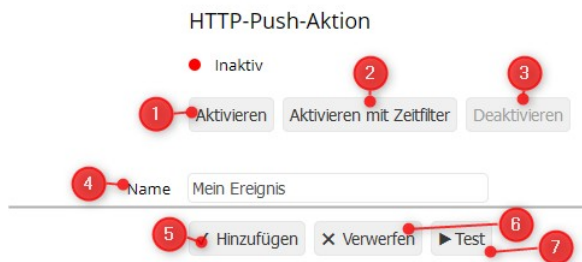 HTTP-Push-Aktion
Inaktiv
1 Aktivieren 2 Aktivieren mit Zeitfilter 3 Deaktivieren
4 Name Mein Ereignis
5 Hinzufügen ✕ Verwerfen 6 ▶ Test 7